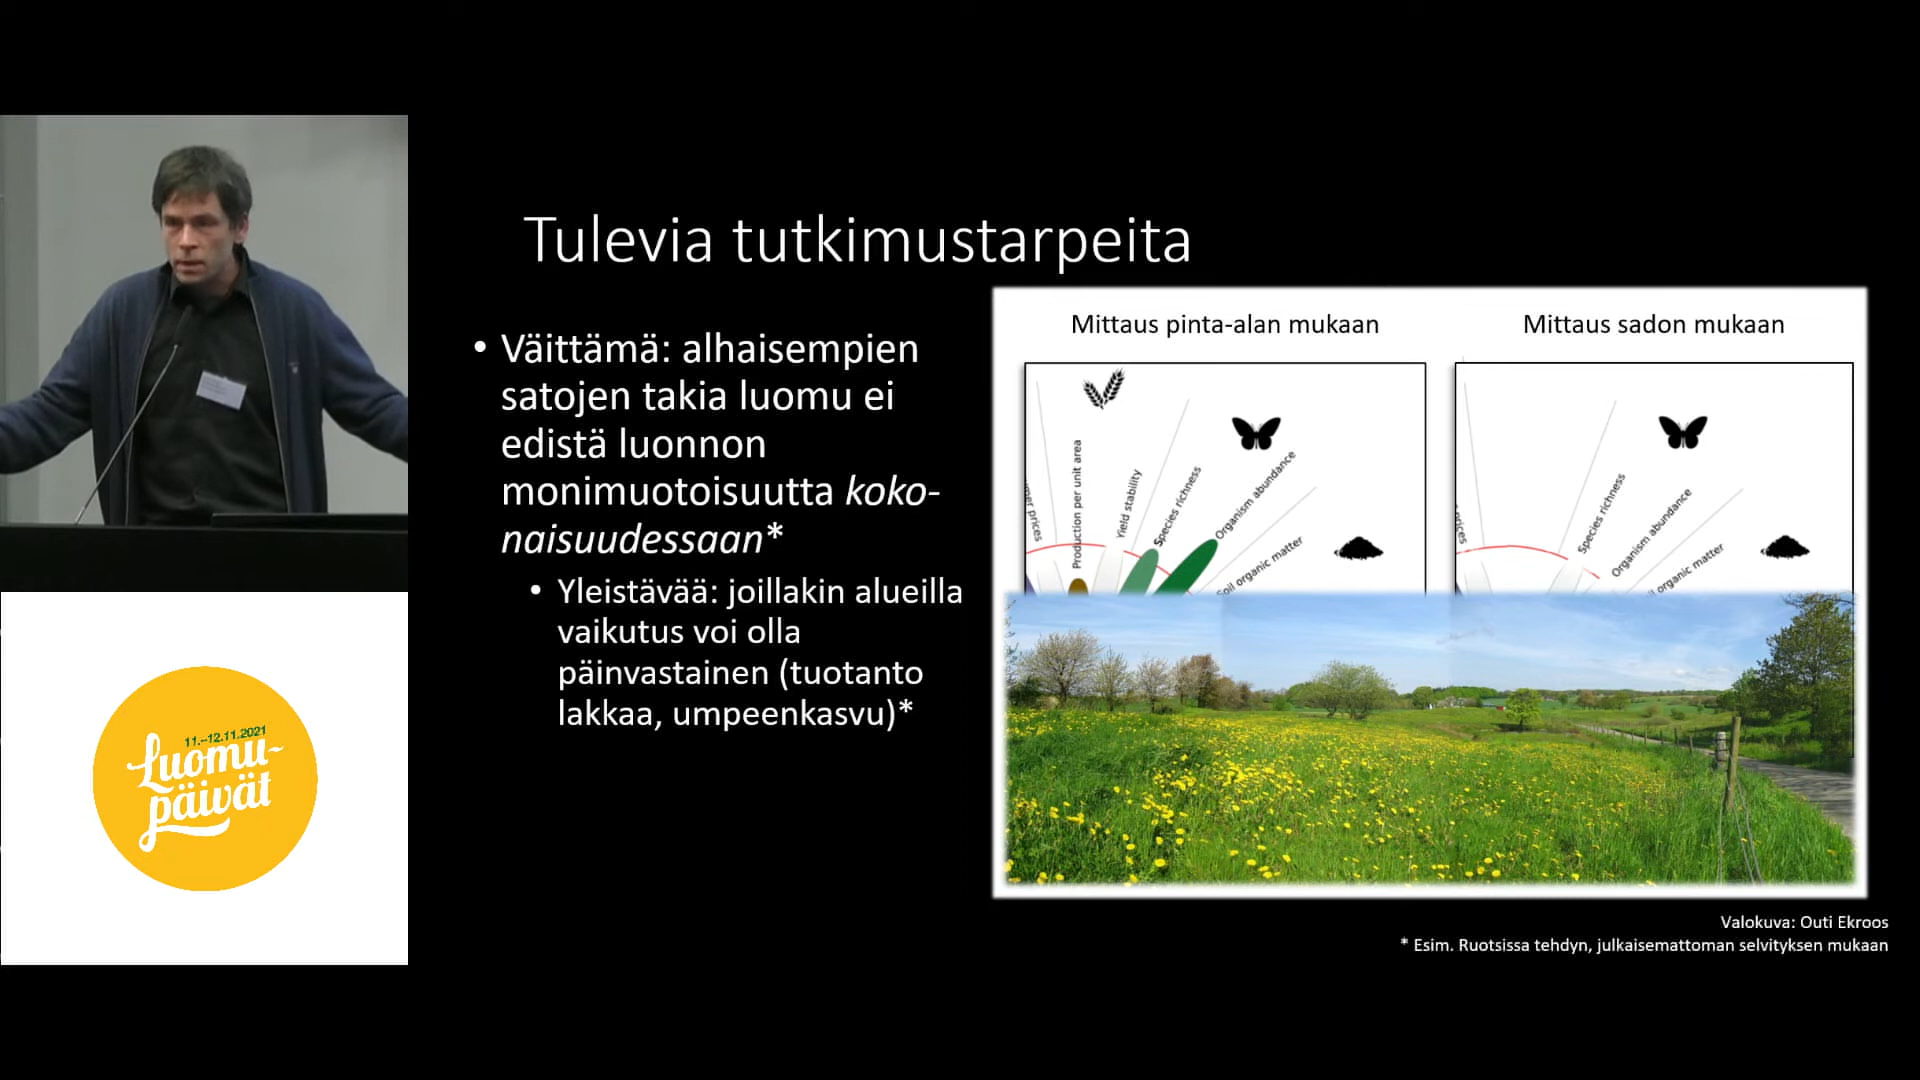 Tulevia tutkimustarpeita
• Väittämä: alhaisempien
satojen takia luomu ei
edistä luonnon
monimuotoisuutta koko-
naisuudessaan*
• Yleistävää: joillakin alueilla
vaikutus voi olla
päinvastainen (tuotanto
lakkaa, umpeenkasvu)*
Mittaus pinta-alan mukaan
prices
Production per unit area
Yield stability
Species richness
Organism abundance
Soil organic matter
Mittaus sadon mukaan
prices
Species richness
Organism abundance
organic matter
Valokuva: Outi Ekroos
* Esim. Ruotsissa tehdyn, julkaisemattoman selvityksen mukaan
11.–12.11.2021
Luomu-
päivät